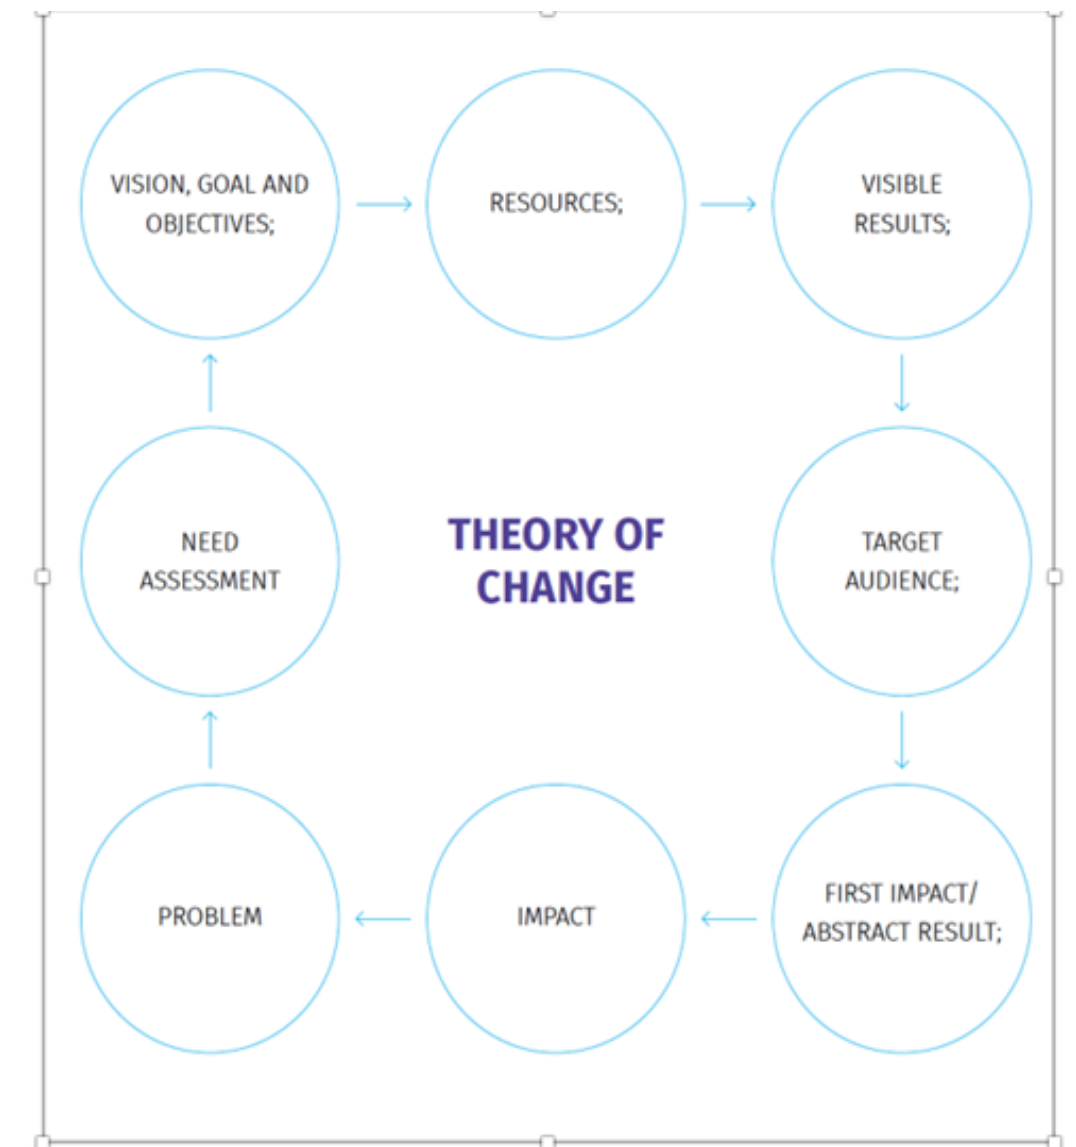 VISION, GOAL AND
OBJECTIVES;
RESOURCES;
VISIBLE
RESULTS;
NEED
ASSESSMENT
THEORY OF
CHANGE
TARGET
AUDIENCE;
PROBLEM
IMPACT
FIRST IMPACT/
ABSTRACT RESULT;